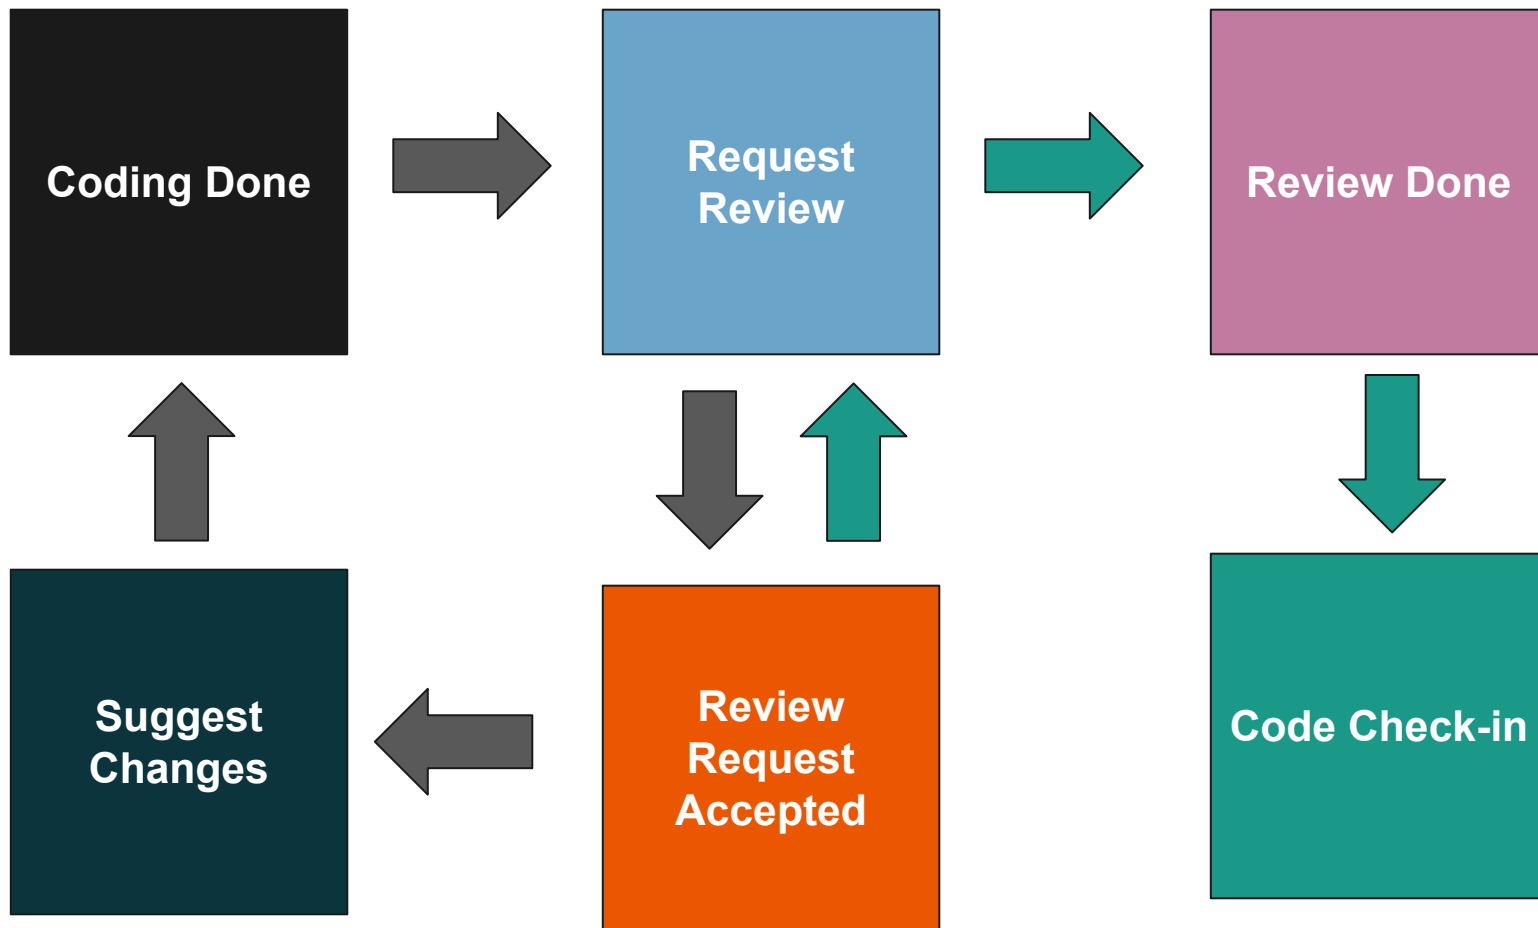 Coding Done
Request
Review
Review Done
Suggest
Changes
Review
Request
Accepted
Code Check-in